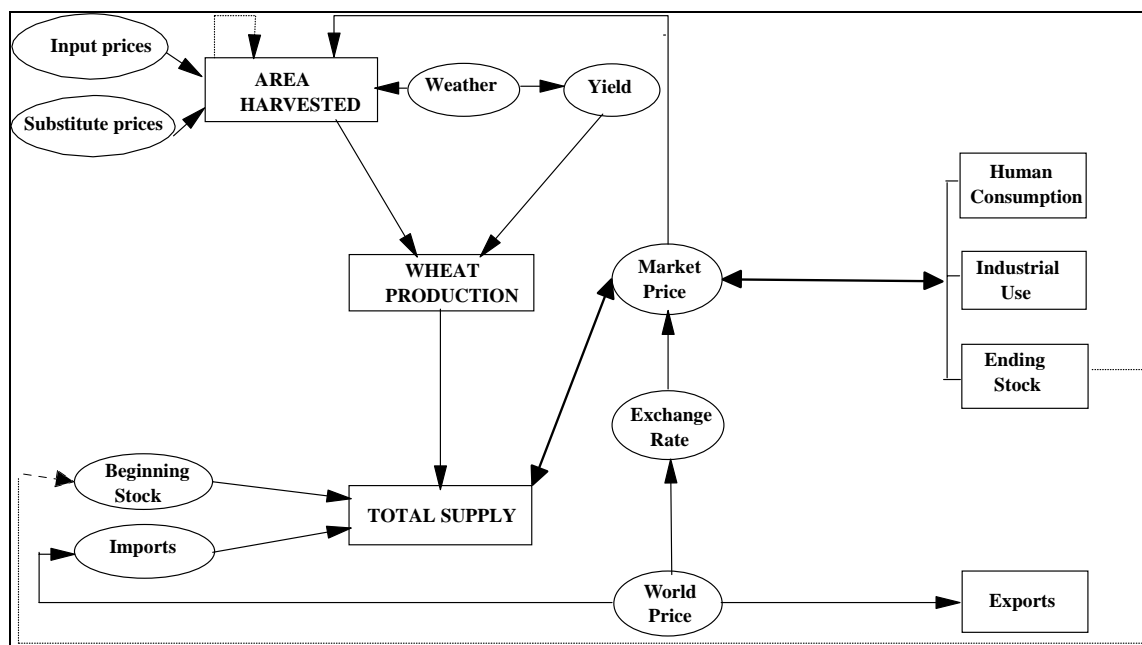 Input prices
AREA
HARVESTED
Weather
Yield
Substitute prices
Human
Consumption
WHEAT
PRODUCTION
Market
Price
Industrial
Use
Ending
Stock
Exchange
Rate
Beginning
Stock
TOTAL SUPPLY
Imports
World
Price
Exports